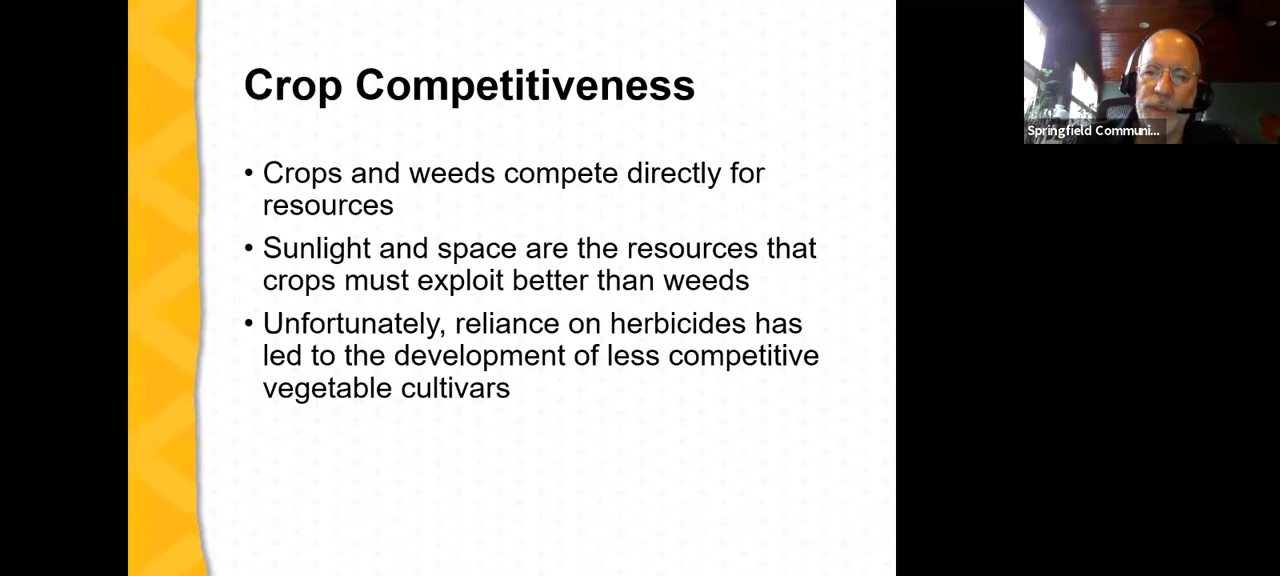 Crop Competitiveness
• Crops and weeds compete directly for
resources
• Sunlight and space are the resources that
crops must exploit better than weeds
• Unfortunately, reliance on herbicides has
led to the development of less competitive
vegetable cultivars
Springfield Communi...